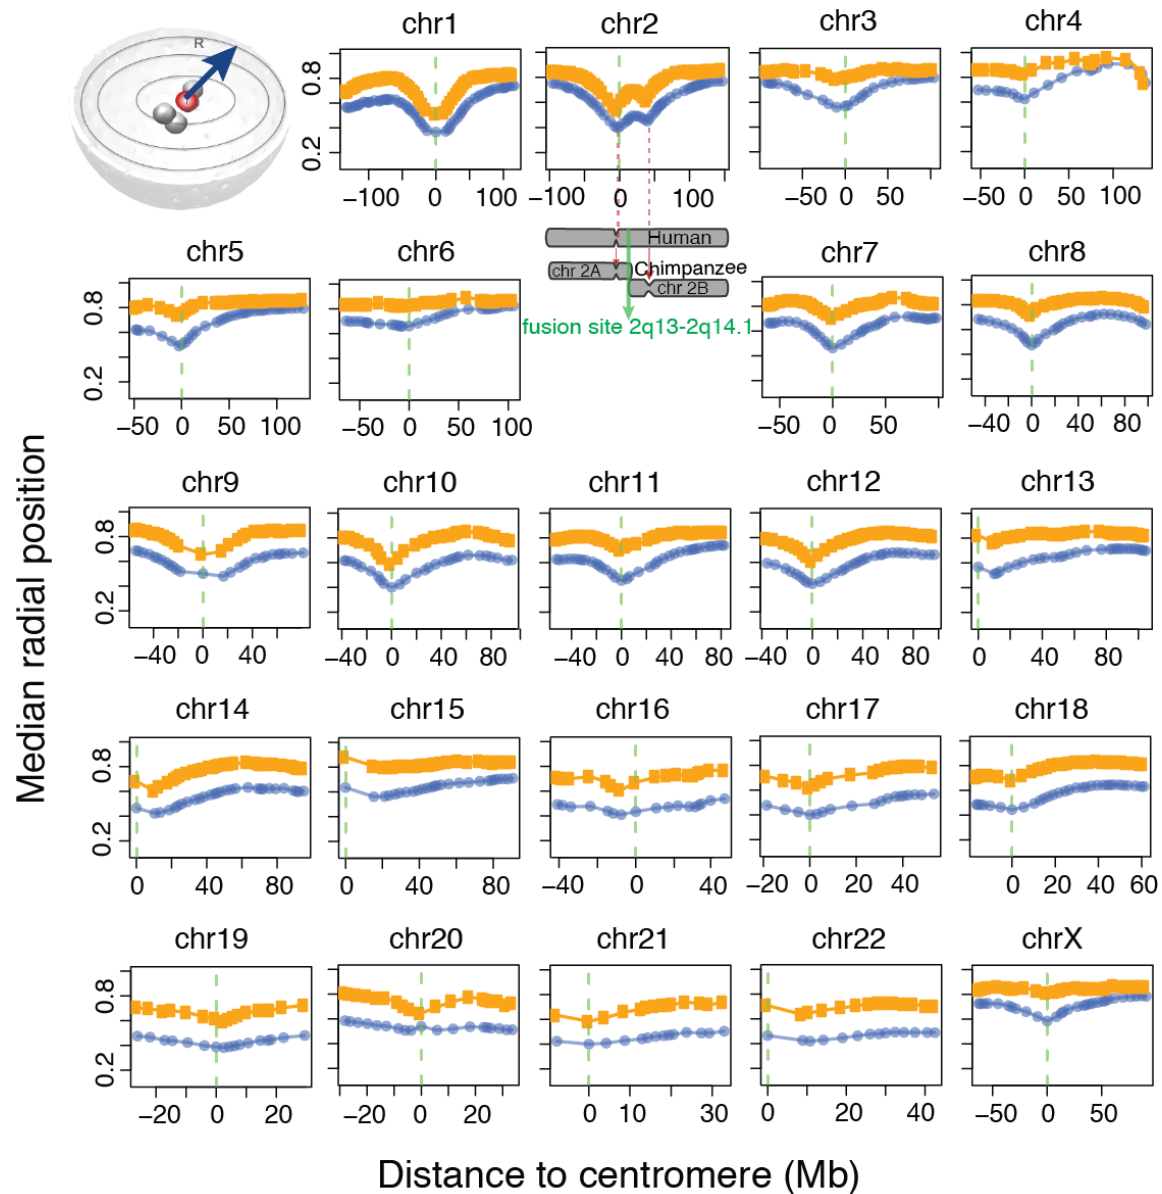 R
chr1
chr2
chr3
chr4
0.8
0.2
−100 0 100
−100 0 100
−50 0 50
−50 0 50 100
Human
chr 2A
Chimpanzee
chr 2B
fusion site 2q13-2q14.1
chr5
chr6
chr7
chr8
0.8
0.2
−50 0 50 100
−50 0 50 100
−50 0 50
−40 0 40 80
Median radial position
chr9
chr10
chr11
chr12
chr13
0.8
0.2
−40 0 40
−40 0 40 80
−40 0 40 80
−40 0 40 80
0 40 80
chr14
chr15
chr16
chr17
chr18
0.8
0.2
0 40 80
0 40 80
−40 0 40
−20 0 20 40
0 20 40 60
chr19
chr20
chr21
chr22
chrX
0.8
0.2
−20 0 20
−30 0 30
0 10 30
0 20 40
−50 0 50
Distance to centromere (Mb)